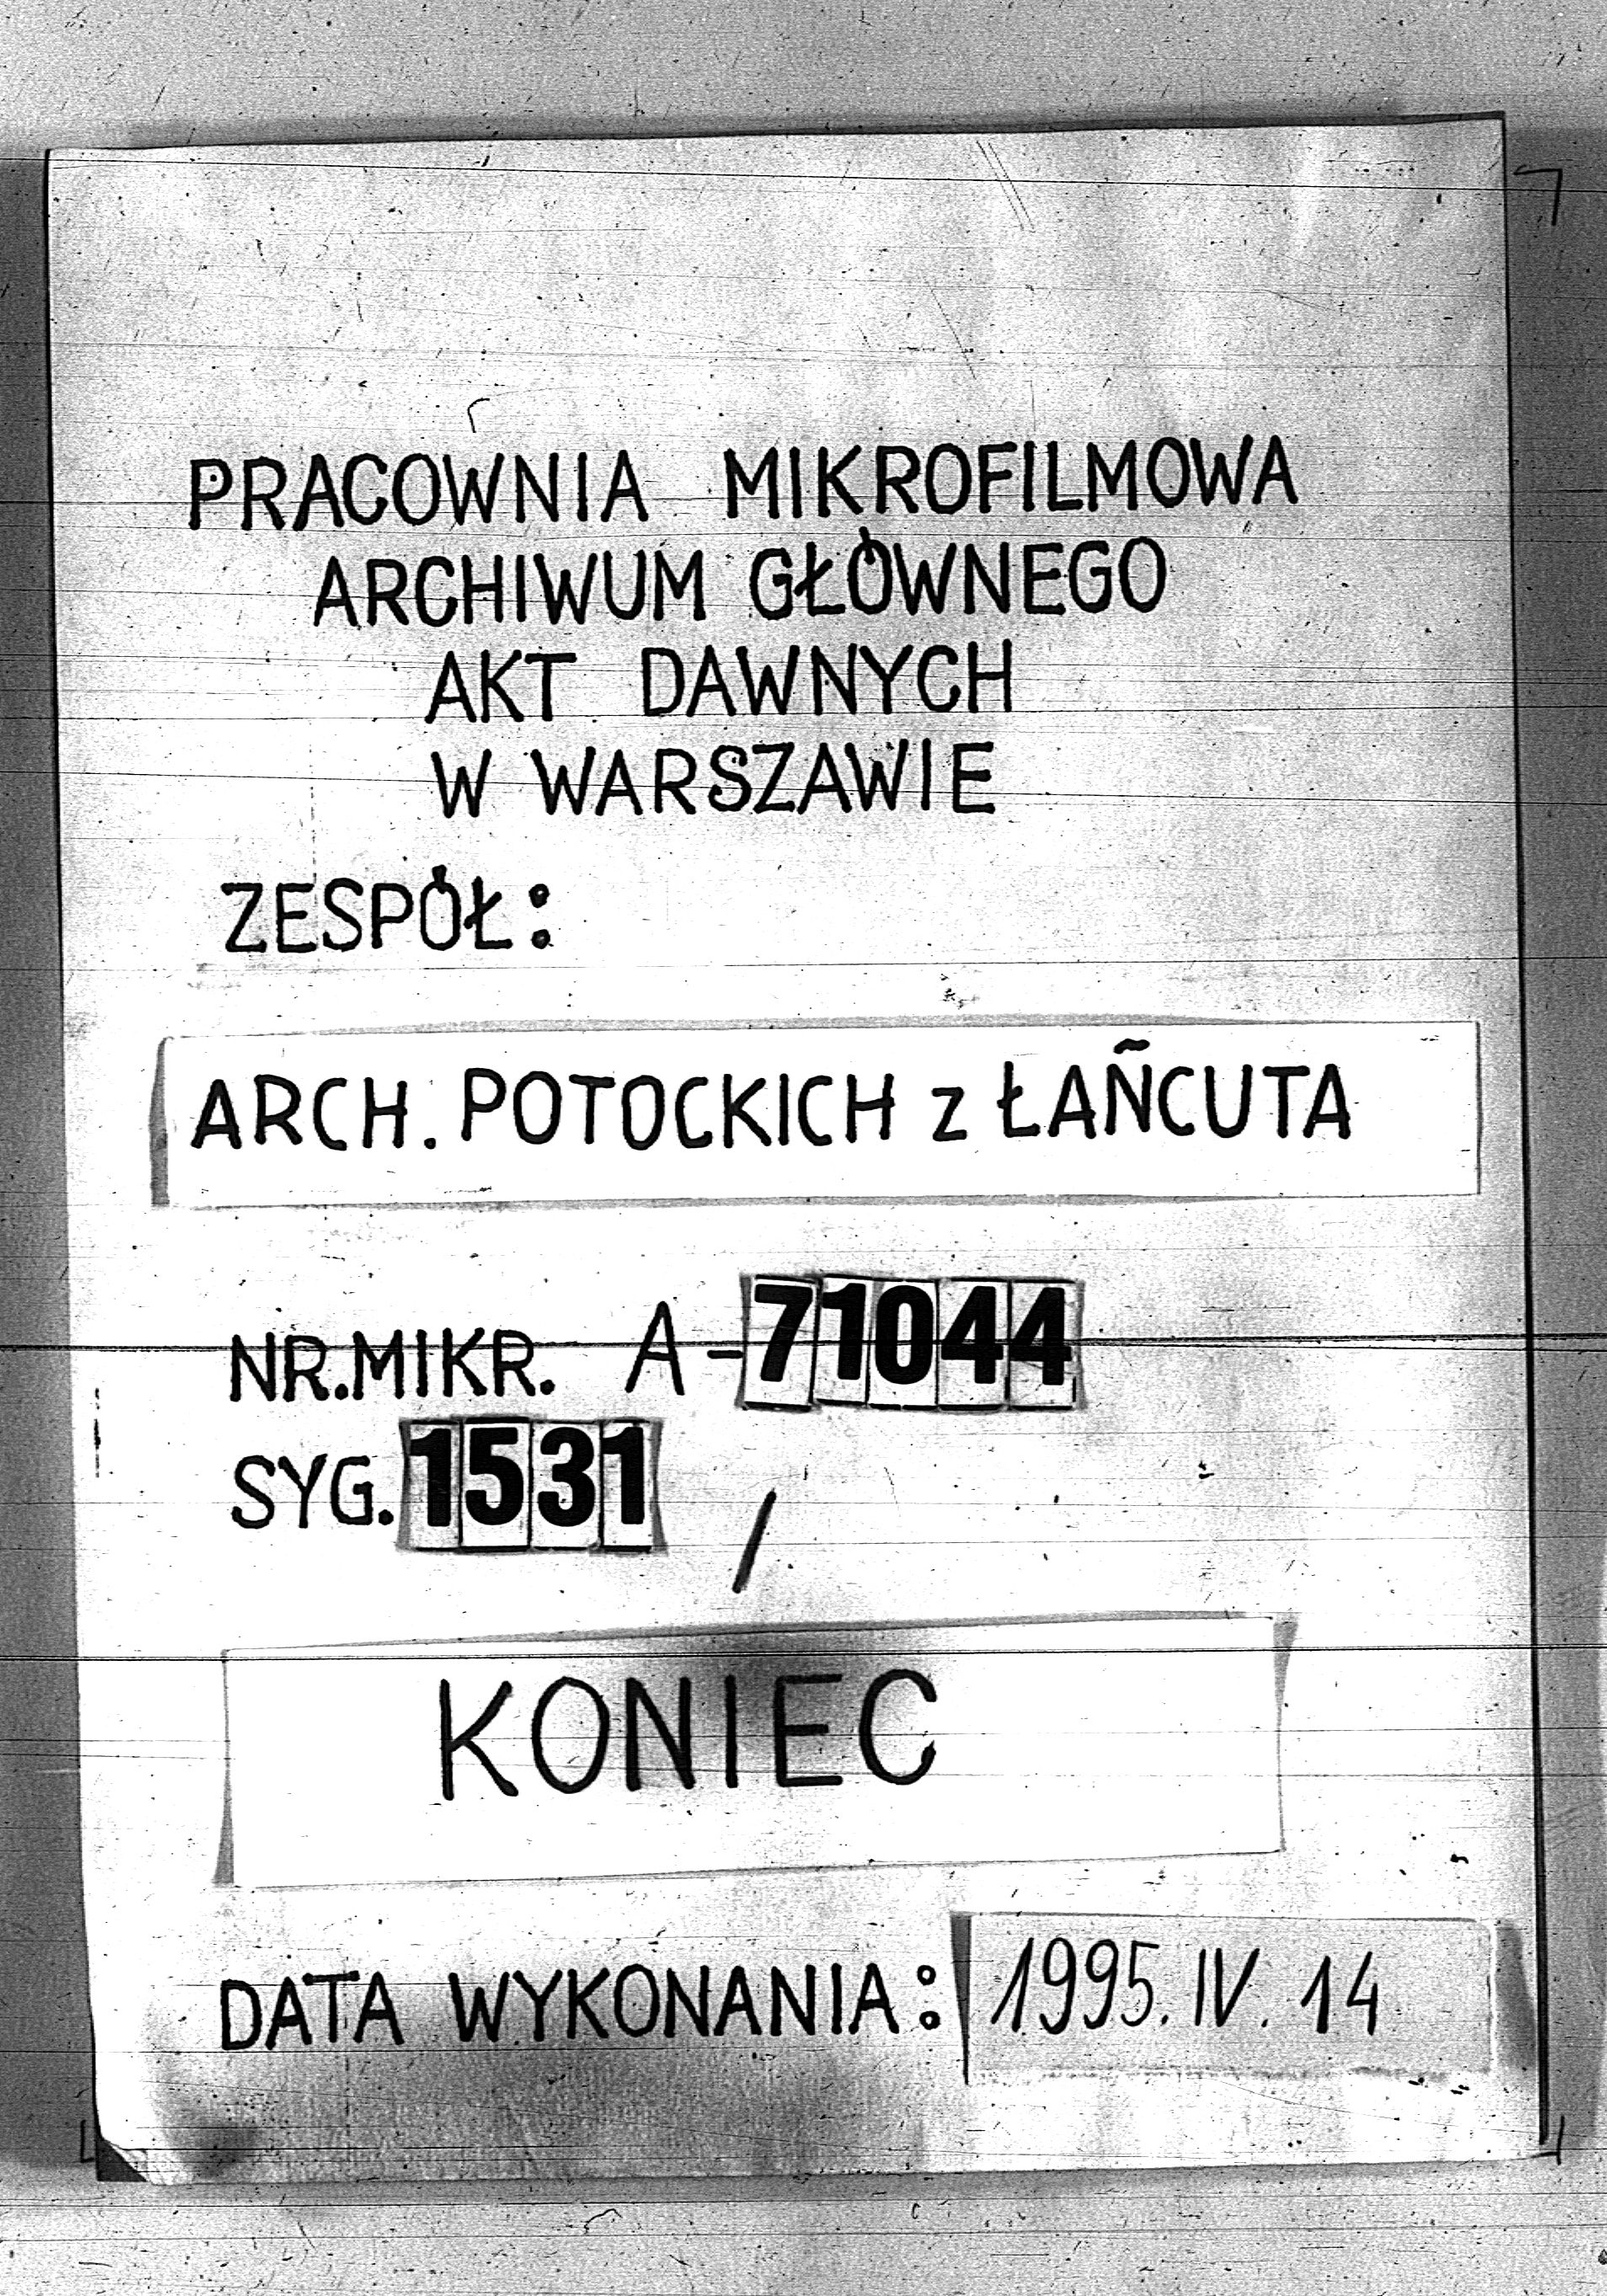 PRACOWNIA MIKROFILMOWA
ARCHIWUM GŁÓWNEGO
AKT DAWNYCH
W WARSZAWIE
ZESPÓŁ:
ARCH. POTOCKICH z ŁAŃCUTA
NR.MIKR. A-71044
SYG. 1531 /
KONIEC
DATA WYKONANIA: 1995. IV. 14